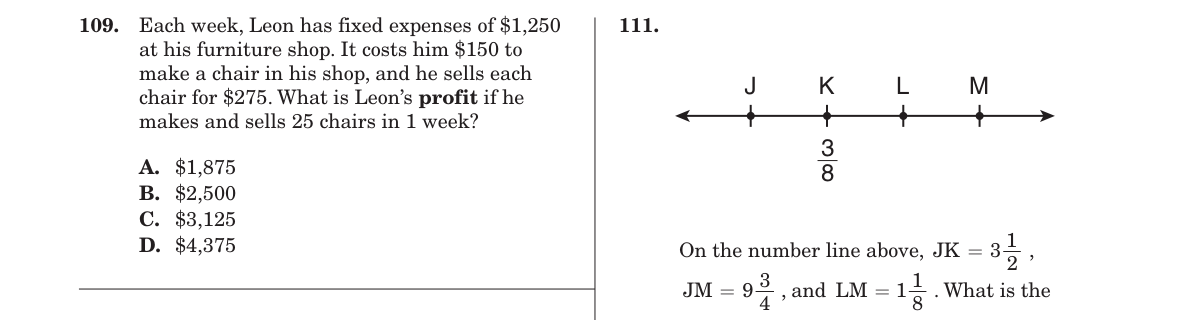 109. Each week, Leon has fixed expenses of $1,250
at his furniture shop. It costs him $150 to
make a chair in his shop, and he sells each
chair for $275. What is Leon’s profit if he
makes and sells 25 chairs in 1 week?
A. $1,875
B. $2,500
C. $3,125
D. $4,375
111.
J K L M
3/8
On the number line above, JK = 3 1/2 ,
JM = 9 3/4 , and LM = 1 1/8 . What is the